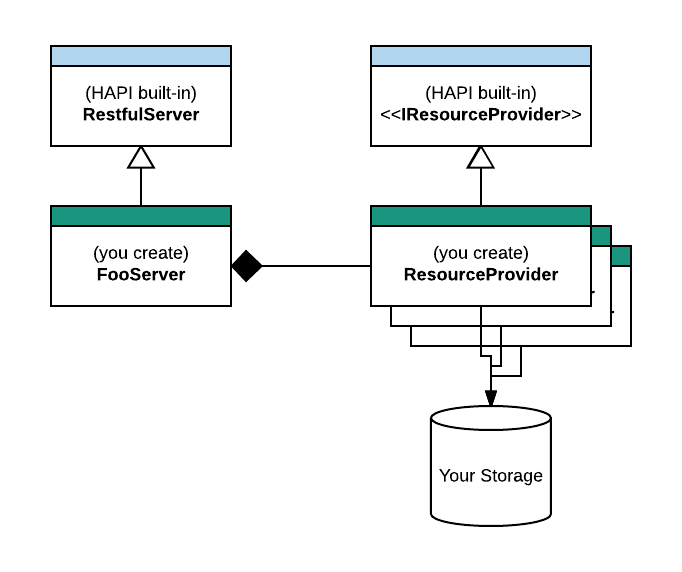 (HAPI built-in)
RestfulServer
(HAPI built-in)
<<IResourceProvider>>
(you create)
FooServer
(you create)
ResourceProvider
Your Storage